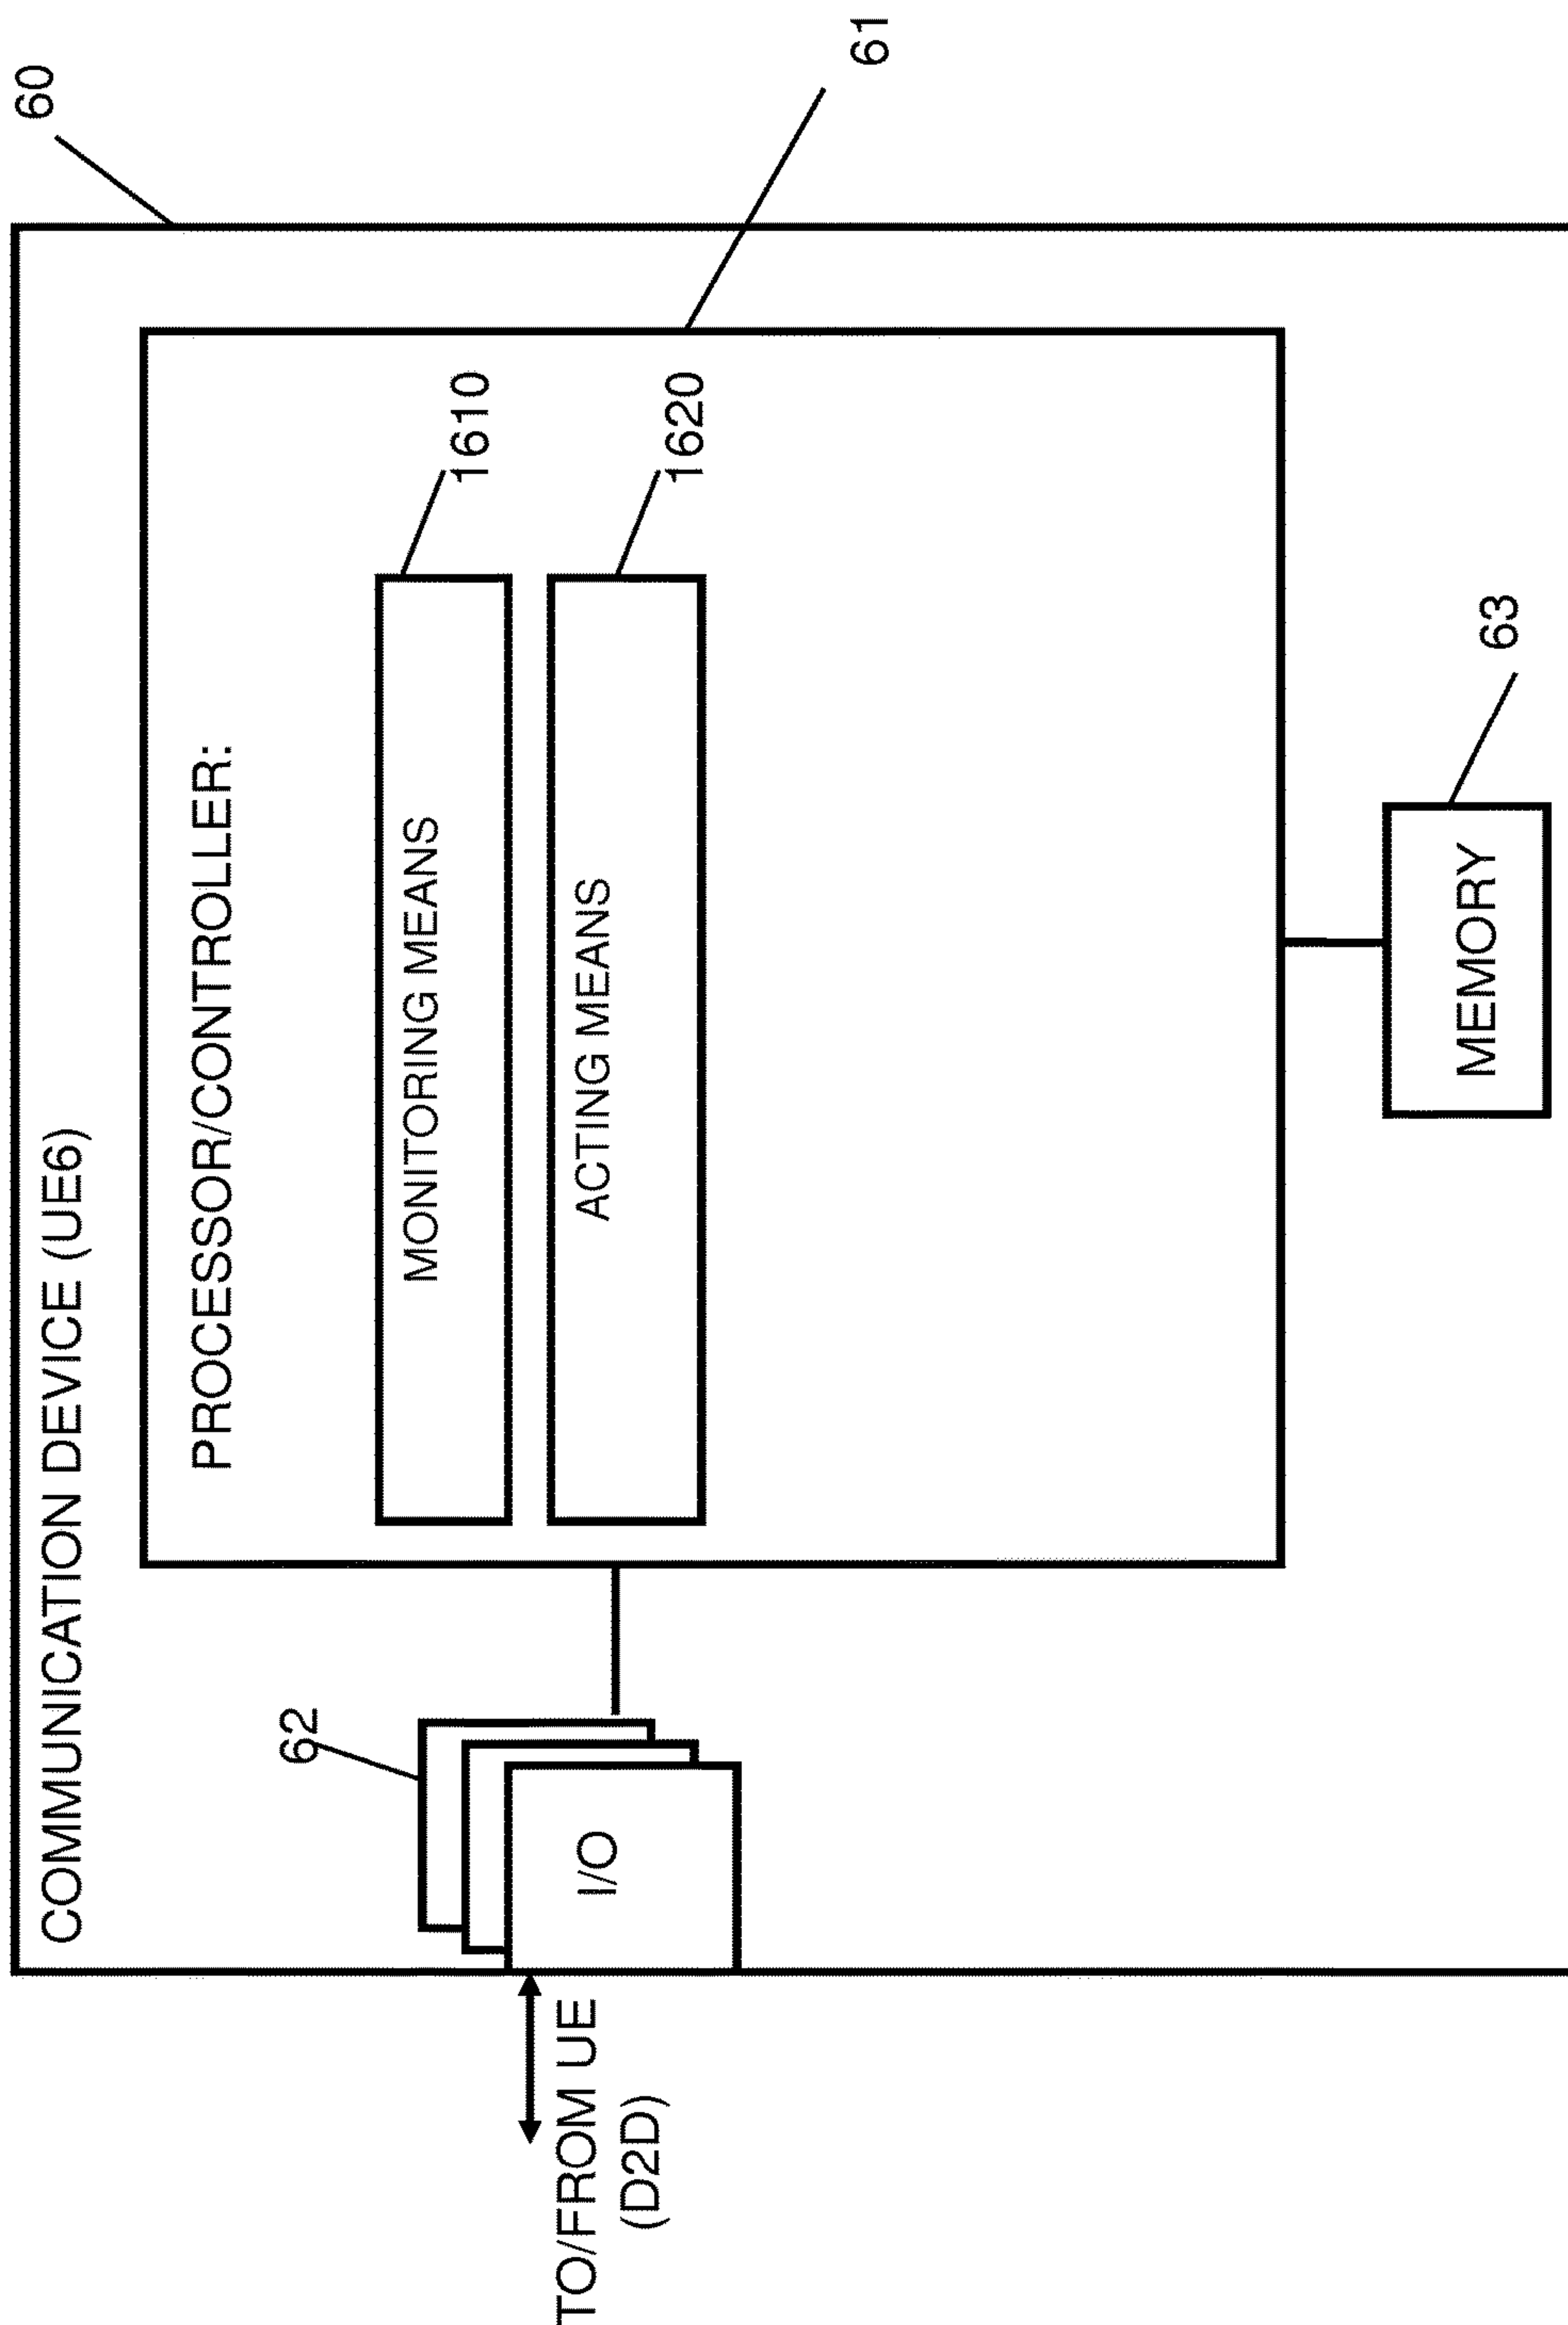 60
COMMUNICATION DEVICE (UE6)
61
PROCESSOR/CONTROLLER:
62
1610
MONITORING MEANS
1620
ACTING MEANS
I/O
TO/FROM UE
(D2D)
63
MEMORY